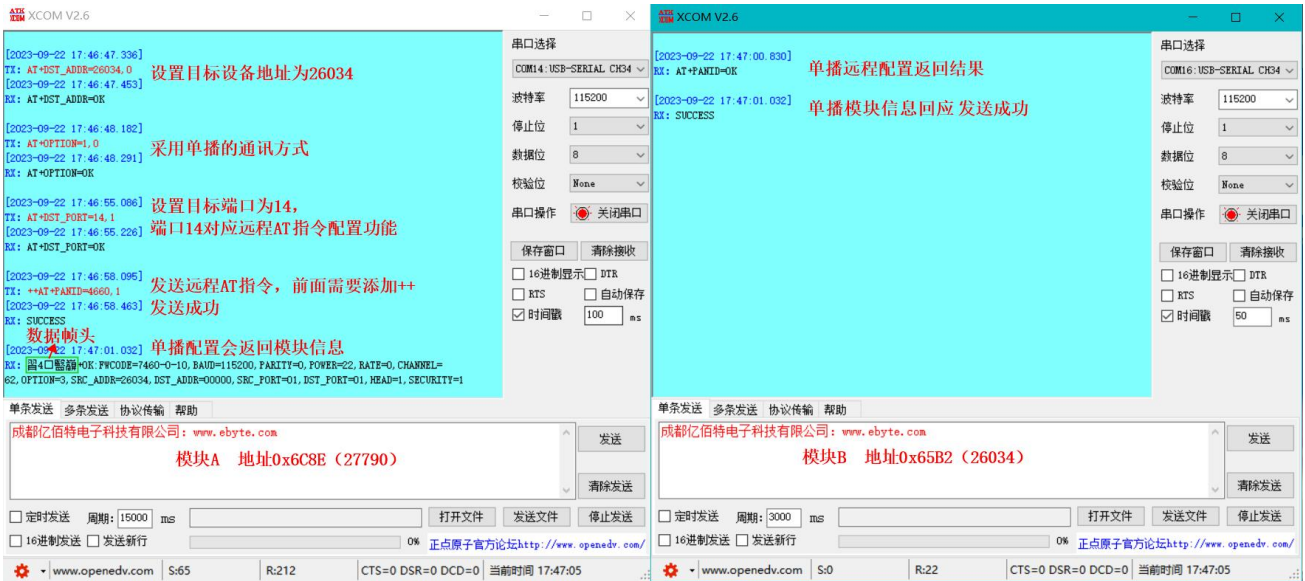 XCOM V2.6
[2023-09-22 17:46:47.336]
TX: AT+DST_ADDR=26034,0
设置目标设备地址为26034
[2023-09-22 17:46:47.453]
RX: AT+DST_ADDR=OK
[2023-09-22 17:46:48.182]
TX: AT+OPTION=1,0
采用单播的通讯方式
[2023-09-22 17:46:48.291]
RX: AT+OPTION=OK
[2023-09-22 17:46:55.086]
设置目标端口为14,
TX: AT+DST_PORT=14,1
[2023-09-22 17:46:55.226]
端口14对应远程AT指令配置功能
RX: AT+DST_PORT=OK
[2023-09-22 17:46:58.095]
TX: ++AT+PANID=4660,1
发送远程AT指令，前面需要添加++
[2023-09-22 17:46:58.463]
发送成功
RX: SUCCESS
数据帧头
[2023-09-22 17:47:01.032]
单播配置会返回模块信息
RX: +OK:FWCODE=7460-0-10,BAUD=115200,PARITY=0,POWER=22,RATE=0,CHANNEL=
62,OPTION=3,SRC_ADDR=26034,DST_ADDR=00000,SRC_PORT=01,DST_PORT=01,HEAD=1,SECURITY=1
串口选择
COM14:USB-SERIAL CH34
波特率 115200
停止位 1
数据位 8
校验位 None
串口操作 关闭串口
保存窗口 清除接收
16进制显示 DTR
RTS 自动保存
时间戳 100 ms
单条发送 多条发送 协议传输 帮助
成都亿佰特电子科技有限公司：www.ebyte.com
模块A 地址0x6C8E（27790）
发送
清除发送
定时发送 周期: 15000 ms 打开文件 发送文件 停止发送
16进制发送 发送新行 0% 正点原子官方论坛http://www.openedv.com/
www.openedv.com S:65 R:212 CTS=0 DSR=0 DCD=0 当前时间 17:47:05
XCOM V2.6
[2023-09-22 17:47:00.830]
RX: AT+PANID=OK
单播远程配置返回结果
[2023-09-22 17:47:01.032]
RX: SUCCESS
单播模块信息回应 发送成功
串口选择
COM16:USB-SERIAL CH34
波特率 115200
停止位 1
数据位 8
校验位 None
串口操作 关闭串口
保存窗口 清除接收
16进制显示 DTR
RTS 自动保存
时间戳 50 ms
单条发送 多条发送 协议传输 帮助
成都亿佰特电子科技有限公司：www.ebyte.com
模块B 地址0x65B2（26034）
发送
清除发送
定时发送 周期: 3000 ms 打开文件 发送文件 停止发送
16进制发送 发送新行 0% 正点原子官方论坛http://www.openedv.com/
www.openedv.com S:0 R:22 CTS=0 DSR=0 DCD=0 当前时间 17:47:05